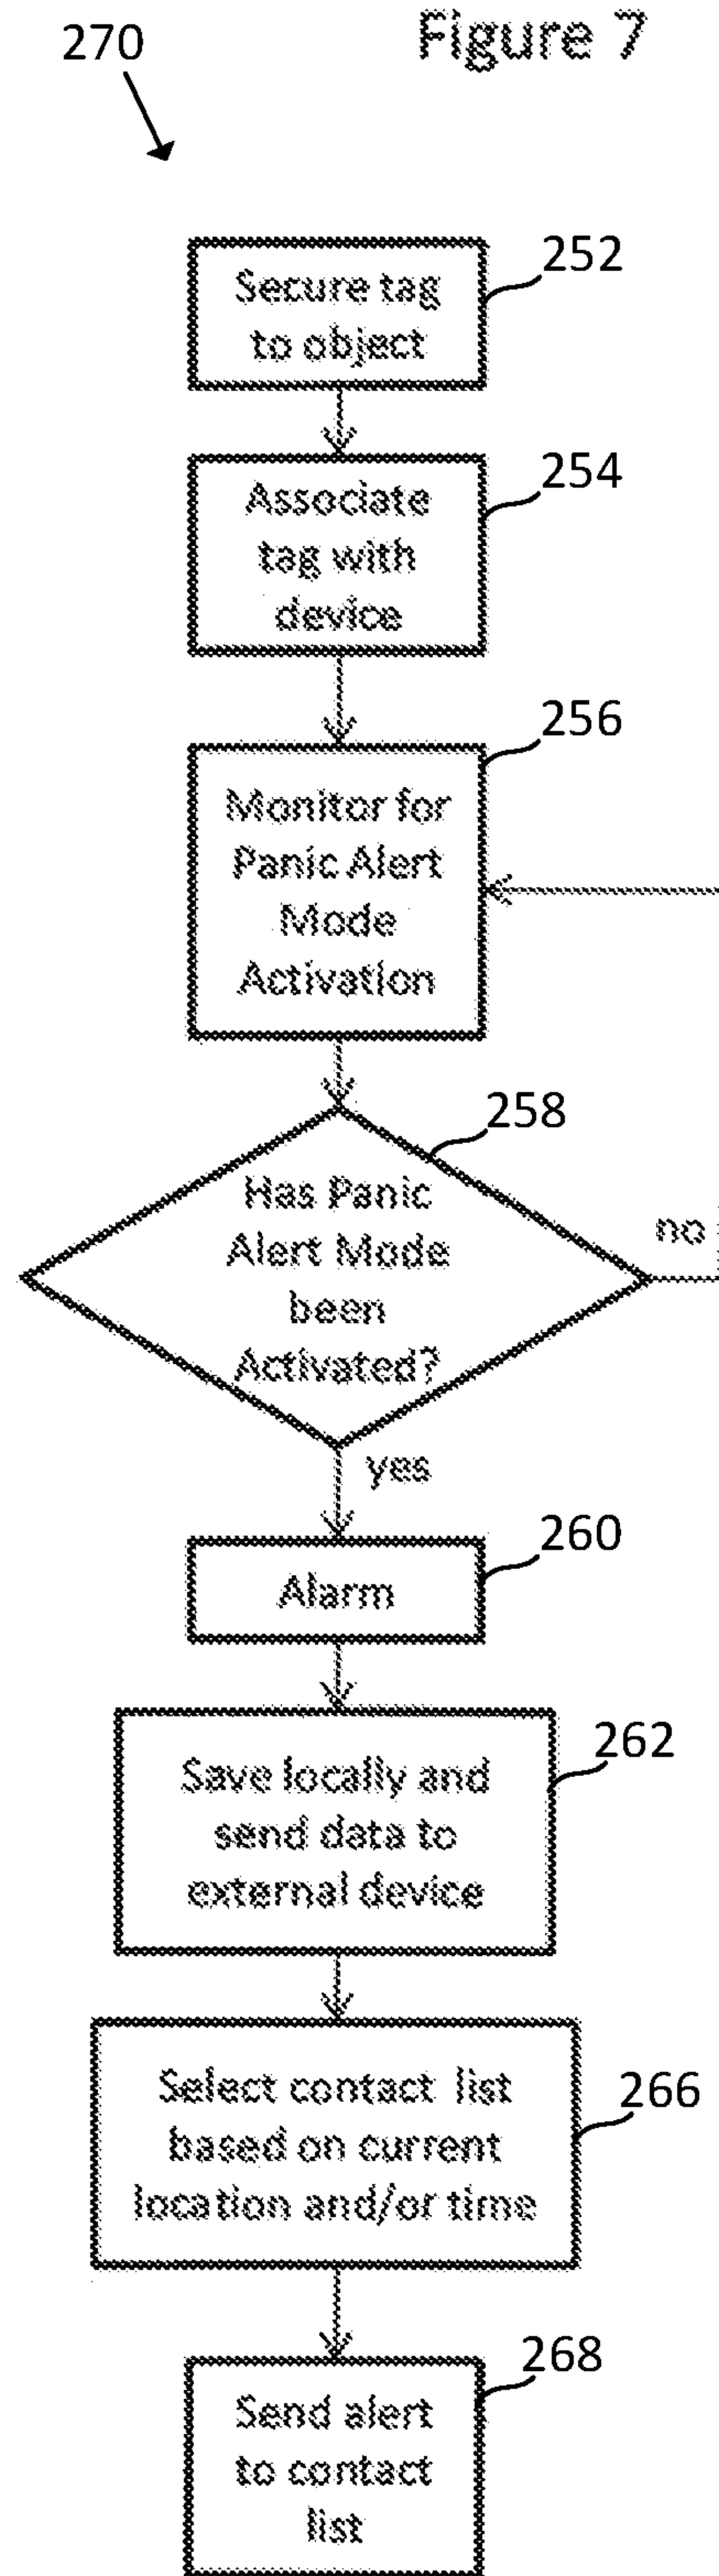 Figure 7
270
252
Secure tag
to object
254
Associate
tag with
device
256
Monitor for
Panic Alert
Mode
Activation
258
Has Panic
Alert Mode
been
Activated?
no
yes
260
Alarm
262
Save locally and
send data to
external device
266
Select contact list
based on current
location and/or time
268
Send alert
to contact
list